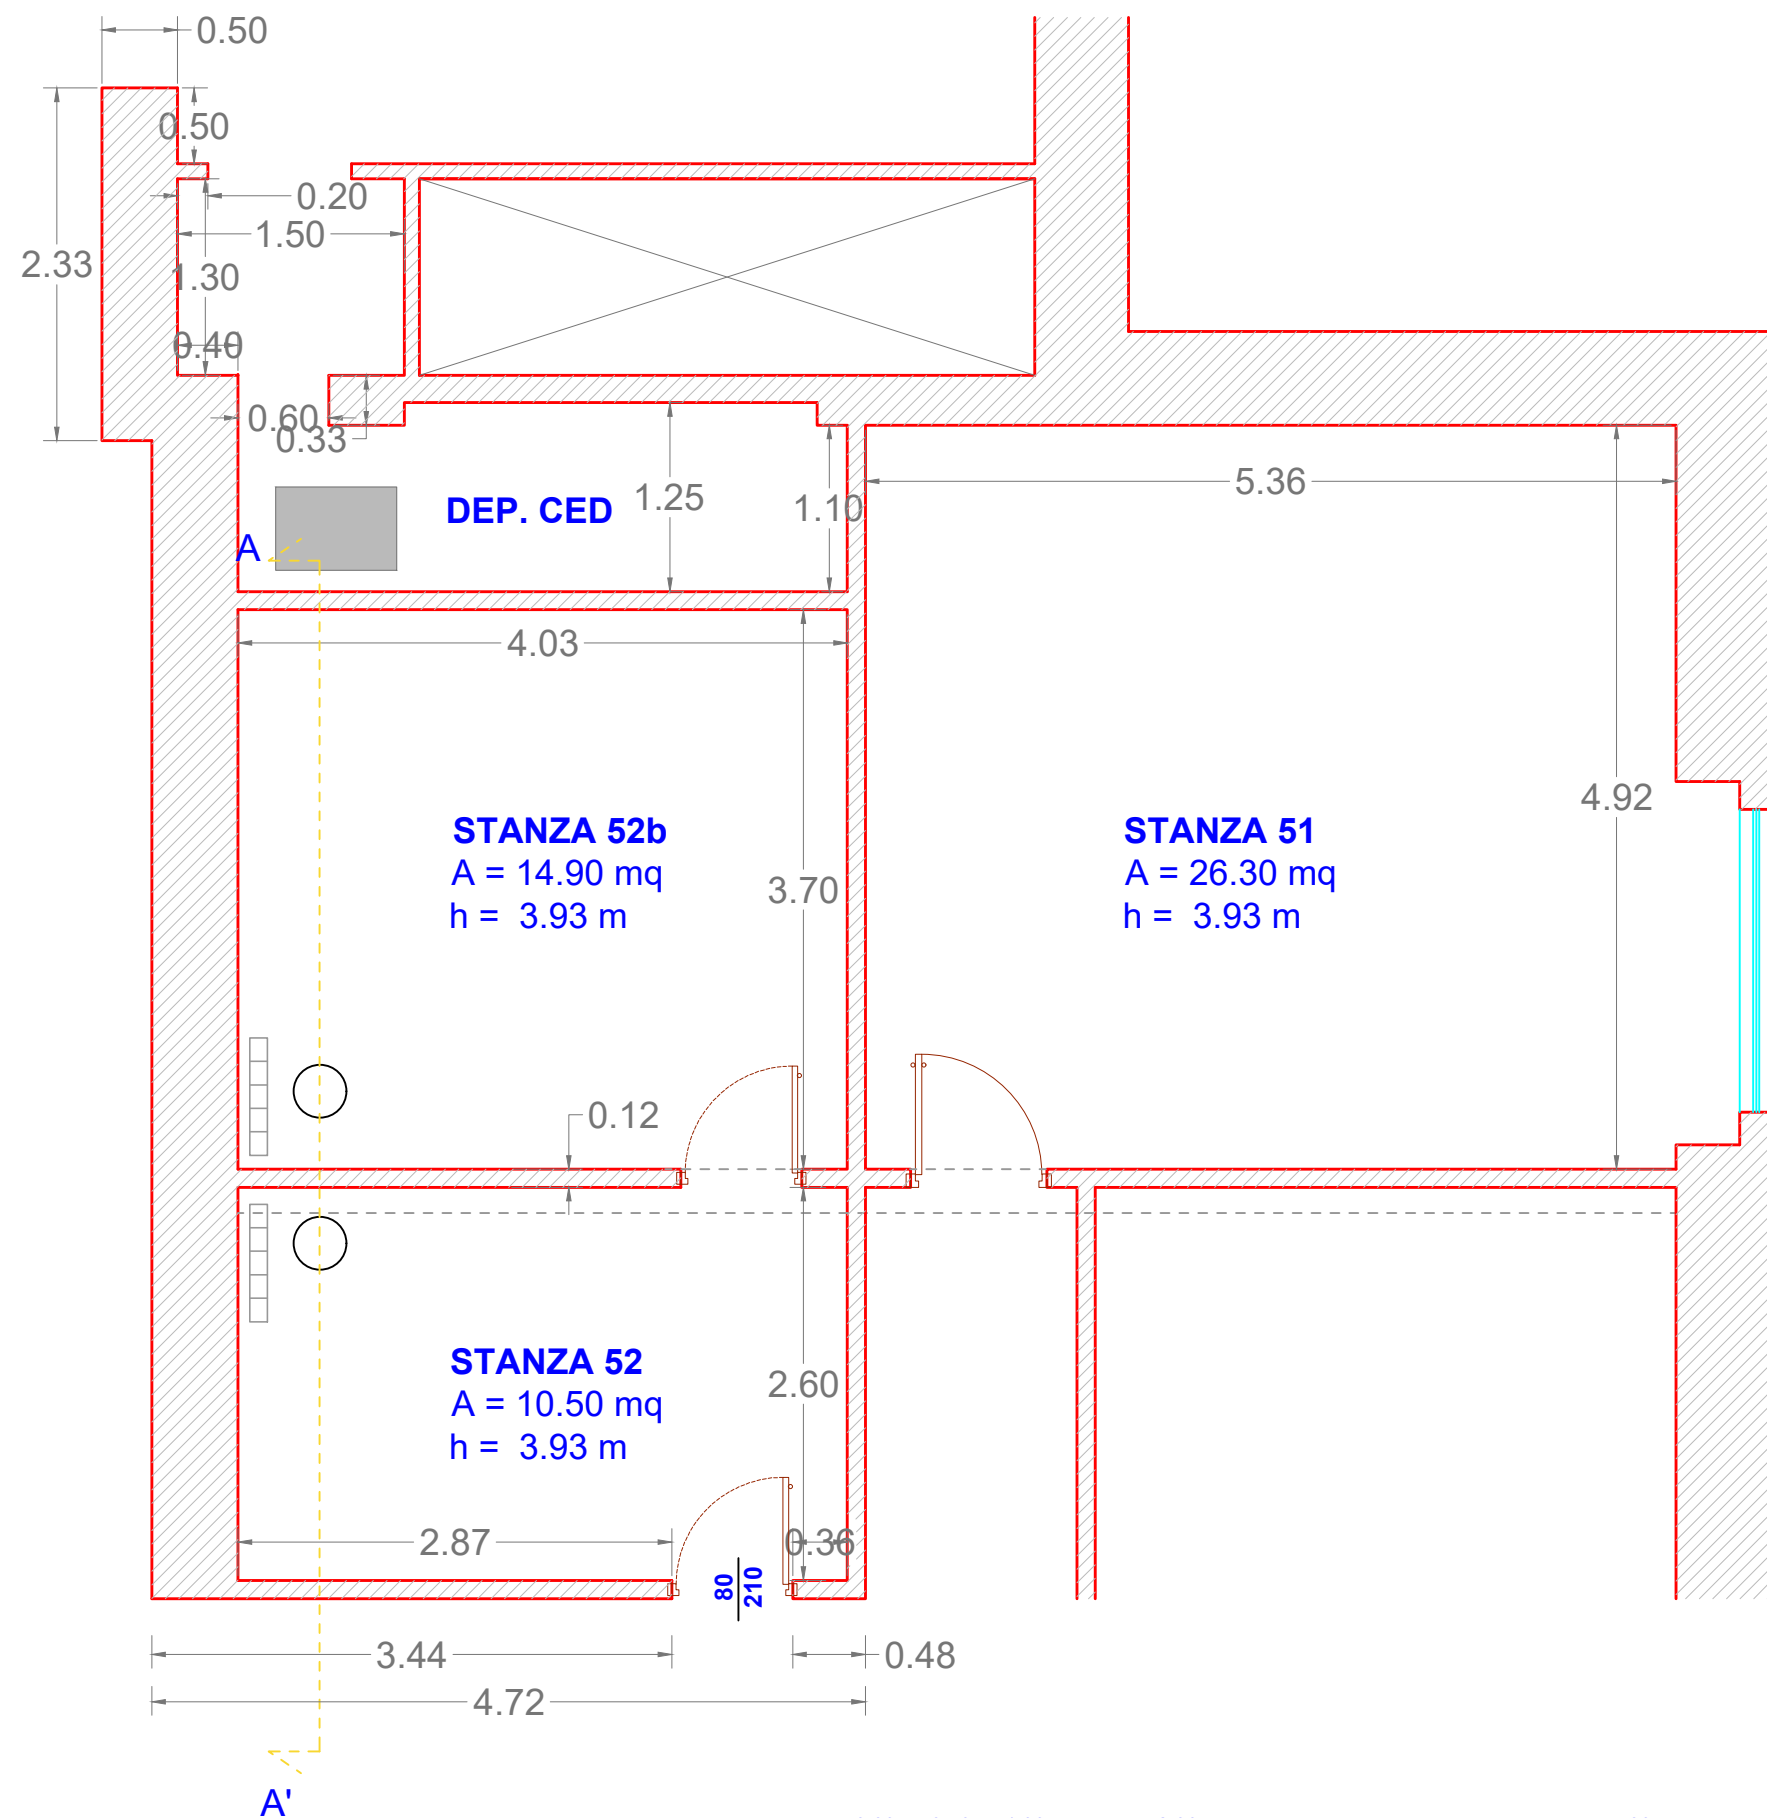 0.50
0.50
0.20
1.50
2.33
1.30
0.40
0.60
0.33
5.36
1.25
1.10
DEP. CED
A
4.03
4.92
STANZA 52b
A = 14.90 mq
h = 3.93 m
3.70
STANZA 51
A = 26.30 mq
h = 3.93 m
0.12
STANZA 52
A = 10.50 mq
h = 3.93 m
2.60
2.87
0.36
80
210
3.44
0.48
4.72
A'